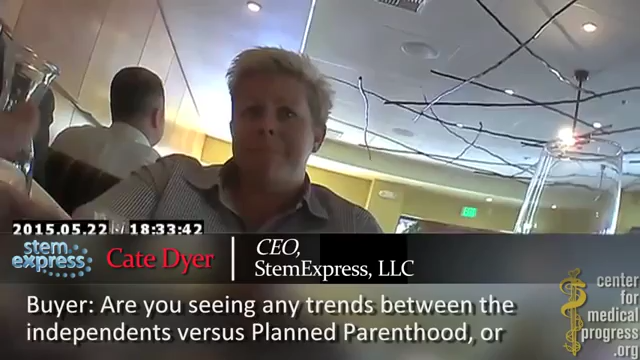 2015.05.22 18:33:42
stem
express
Cate Dyer
CEO,
StemExpress, LLC
Buyer: Are you seeing any trends between the
independents versus Planned Parenthood, or
center
for
medical
progress
.org